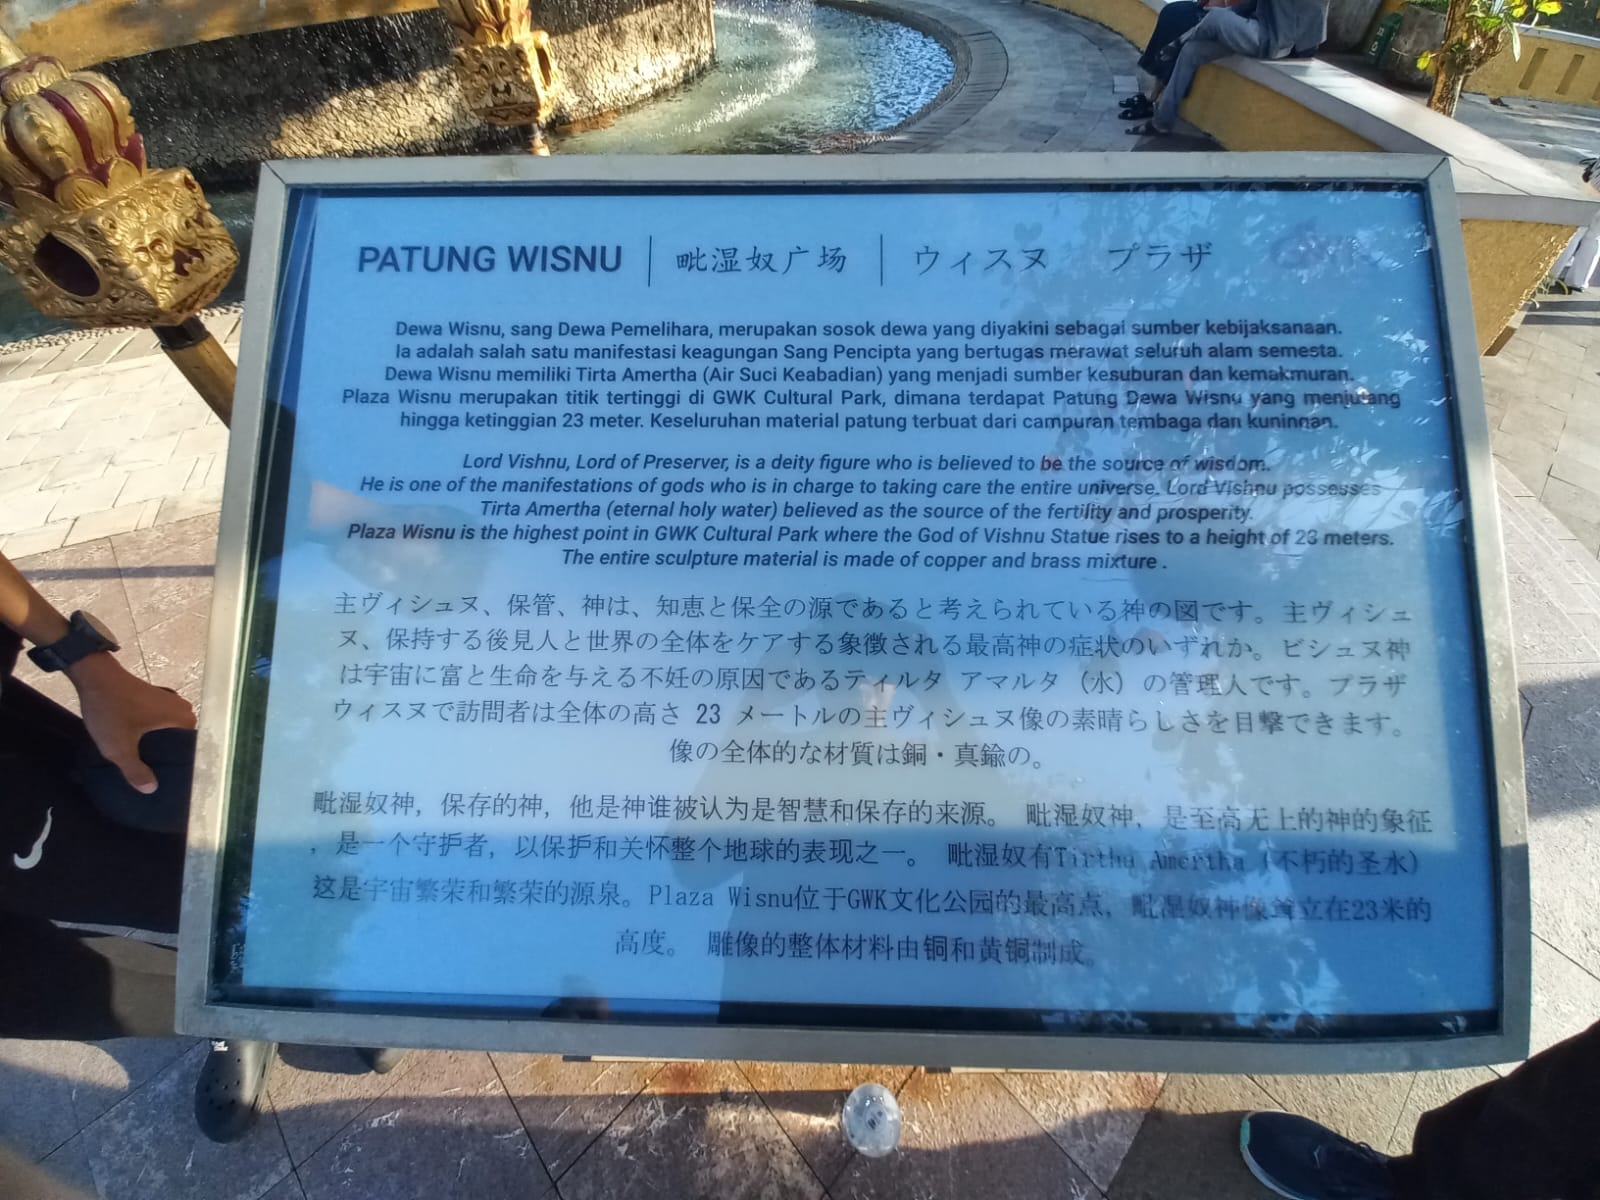 PATUNG WISNU | 毗湿奴广场 | ウィスヌ プラザ
Dewa Wisnu, sang Dewa Pemelihara, merupakan sosok dewa yang diyakini sebagai sumber kebijaksanaan.
Ia adalah salah satu manifestasi keagungan Sang Pencipta yang bertugas merawat seluruh alam semesta.
Dewa Wisnu memiliki Tirta Amertha (Air Suci Keabadian) yang menjadi sumber kesuburan dan kemakmuran.
Plaza Wisnu merupakan titik tertinggi di GWK Cultural Park, dimana terdapat Patung Dewa Wisnu yang menjulang
hingga ketinggian 23 meter. Keseluruhan material patung terbuat dari campuran tembaga dan kuningan.
Lord Vishnu, Lord of Preserver, is a deity figure who is believed to be the source of wisdom.
He is one of the manifestations of gods who is in charge to taking care the entire universe. Lord Vishnu possesses
Tirta Amertha (eternal holy water) believed as the source of the fertility and prosperity.
Plaza Wisnu is the highest point in GWK Cultural Park where the God of Vishnu Statue rises to a height of 23 meters.
The entire sculpture material is made of copper and brass mixture .
主ヴィシュヌ、保管、神は、知恵と保全の源であると考えられている神の図です。主ヴィシュ
ヌ、保持する後見人と世界の全体をケアする象徴される最高神の症状のいずれか。ビシュヌ神
は宇宙に富と生命を与える不妊の原因であるティルタ アマルタ（水）の管理人です。プラザ
ウィスヌで訪問者は全体の高さ 23 メートルの主ヴィシュヌ像の素晴らしさを目撃できます。
像の全体的な材質は銅・真鍮の。
毗湿奴神，保存的神，他是神谁被认为是智慧和保存的来源。 毗湿奴神，是至高无上的神的象征
，是一个守护者，以保护和关怀整个地球的表现之一。 毗湿奴有Tirtha Amertha（不朽的圣水）
这是宇宙繁荣和繁荣的源泉。Plaza Wisnu位于GWK文化公园的最高点，毗湿奴神像耸立在23米的
高度。 雕像的整体材料由铜和黄铜制成。